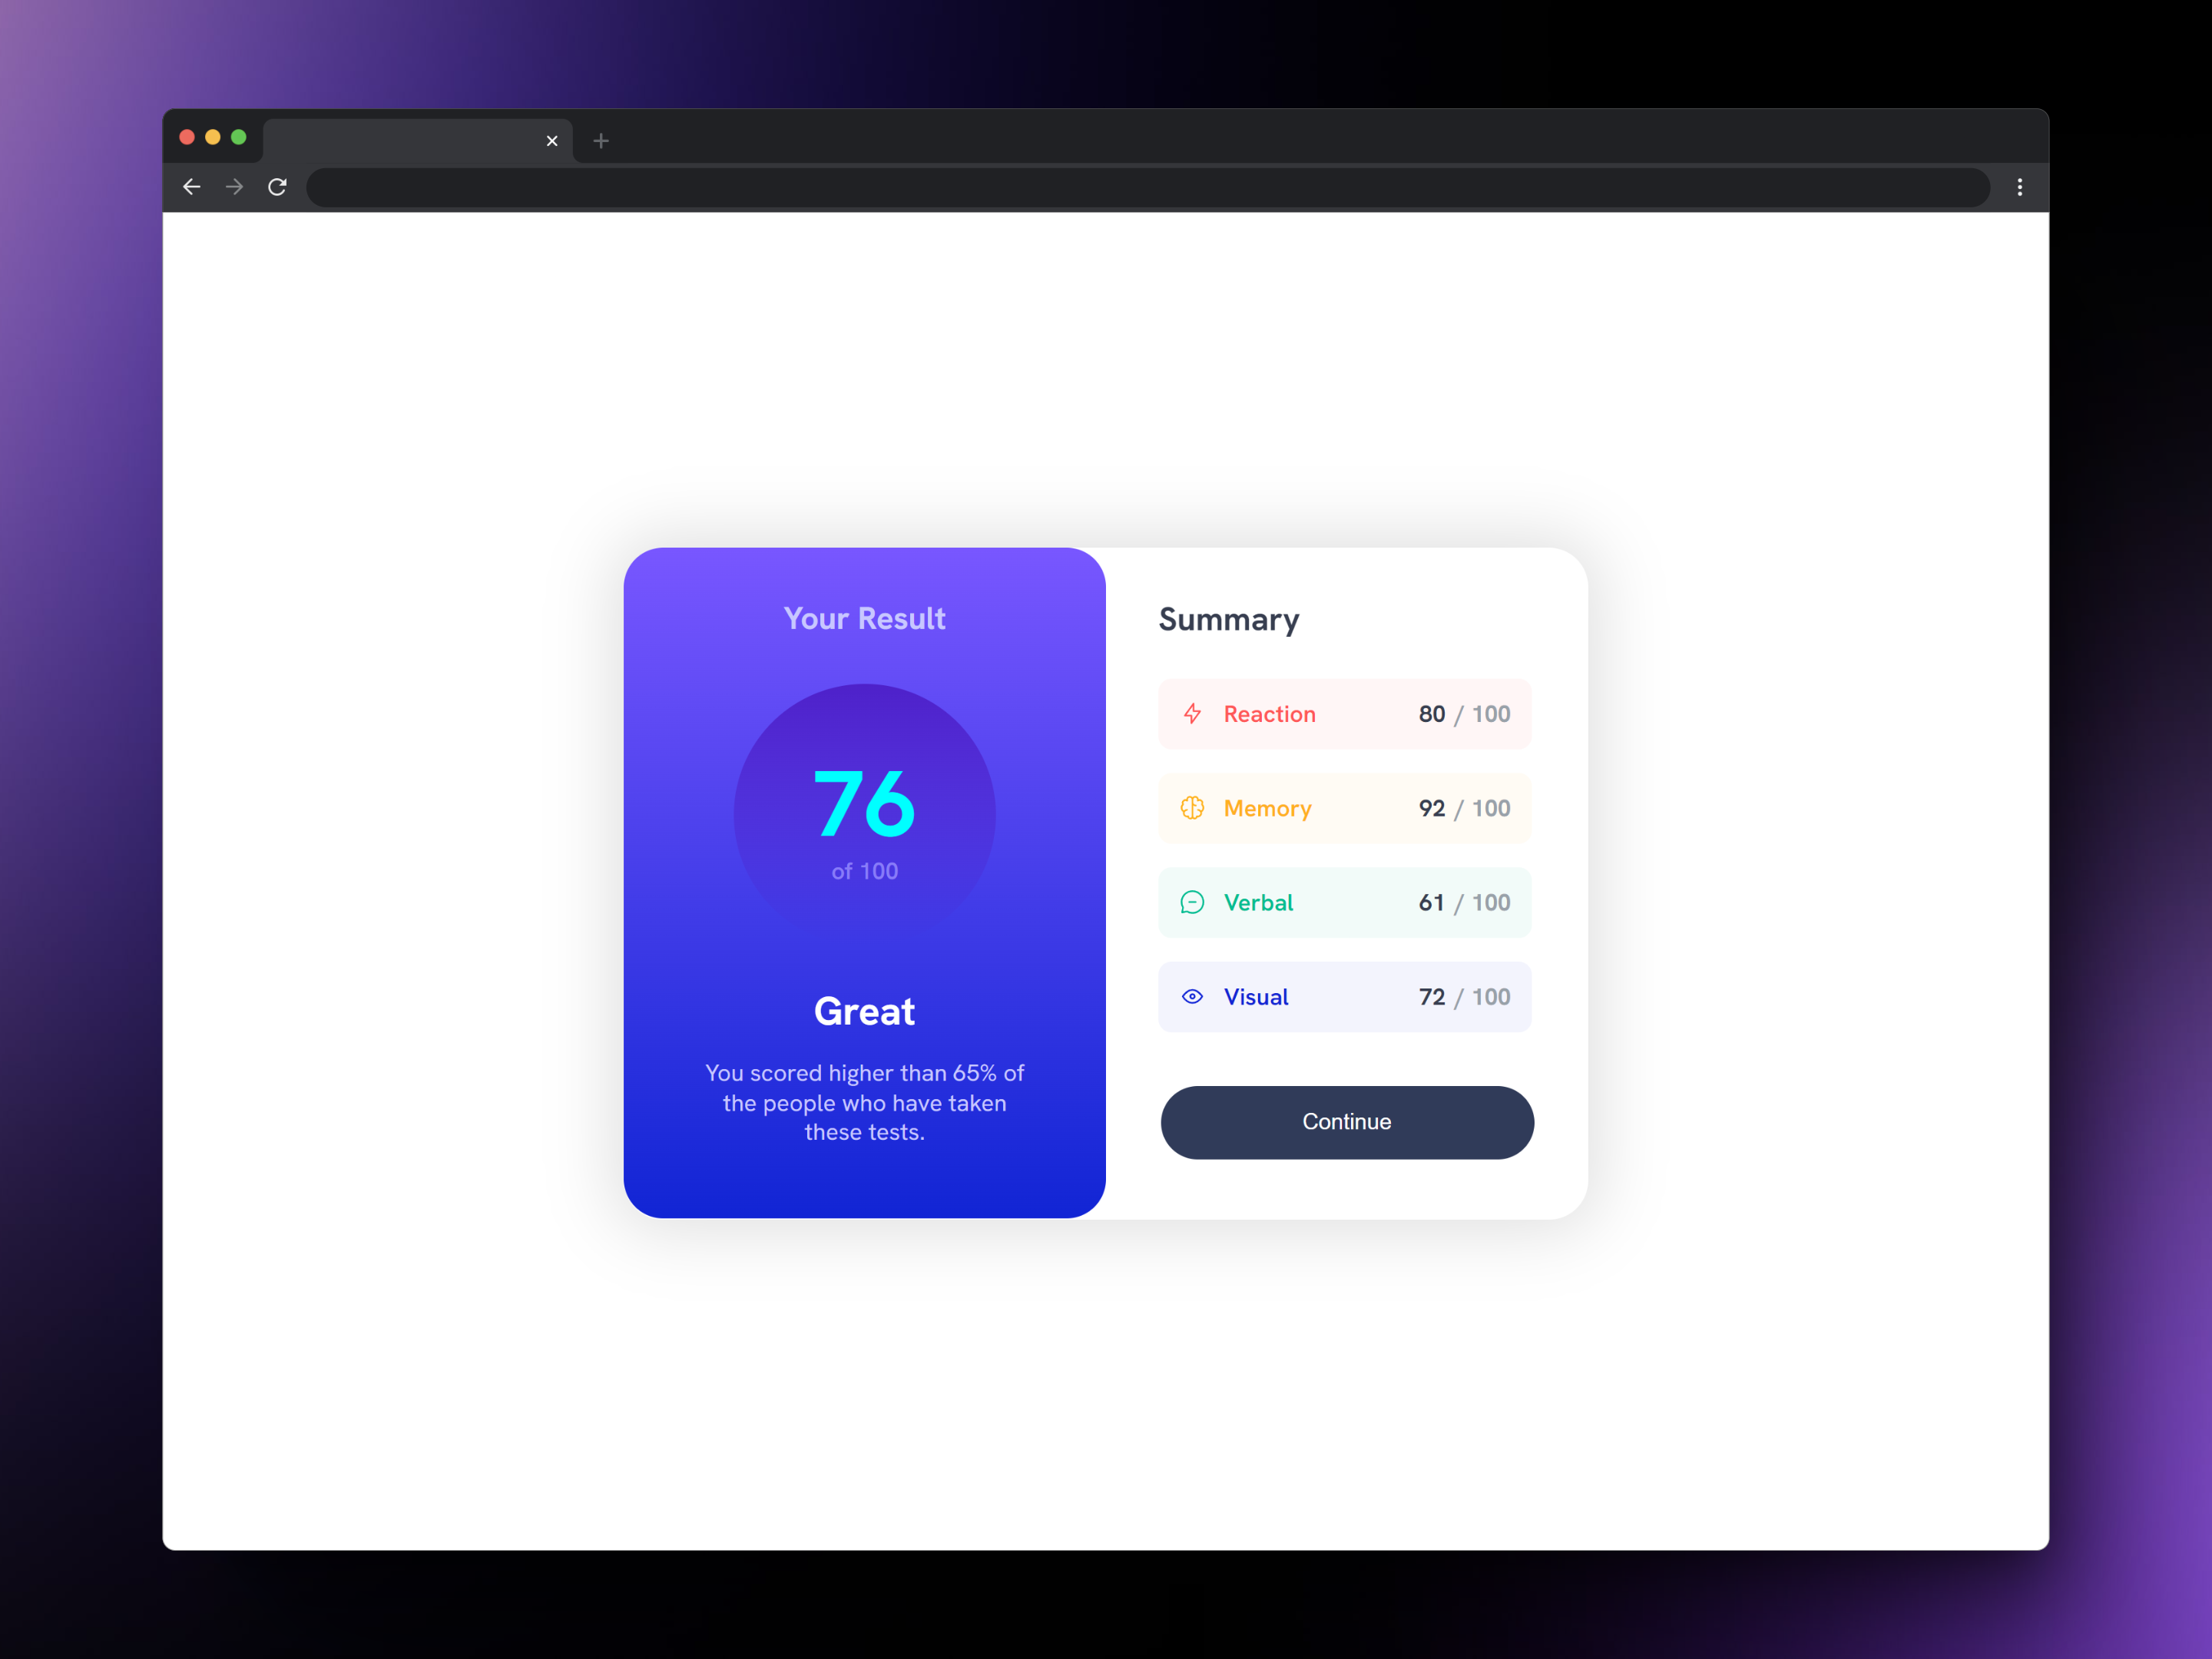 Your Result
76
of 100
Great
You scored higher than 65% of
the people who have taken
these tests.
Summary
Reaction 80 / 100
Memory 92 / 100
Verbal 61 / 100
Visual 72 / 100
Continue